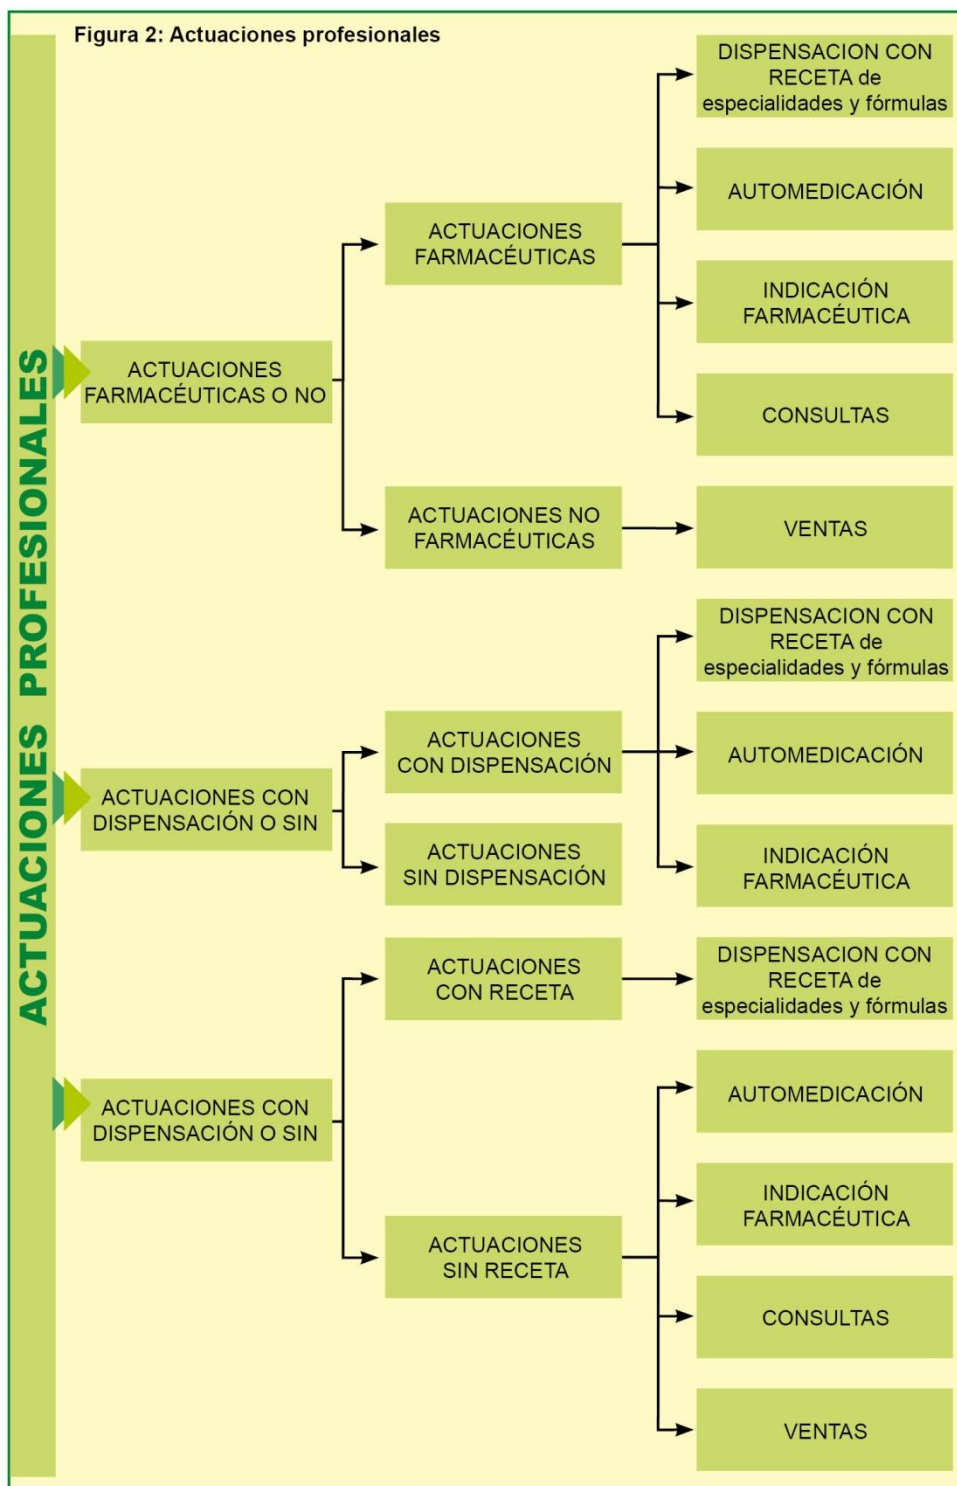 Figura 2: Actuaciones profesionales
ACTUACIONES PROFESIONALES
ACTUACIONES
FARMACÉUTICAS O NO
ACTUACIONES
FARMACÉUTICAS
DISPENSACION CON
RECETA de
especialidades y fórmulas
AUTOMEDICACIÓN
INDICACIÓN
FARMACÉUTICA
CONSULTAS
ACTUACIONES NO
FARMACÉUTICAS
VENTAS
ACTUACIONES CON
DISPENSACIÓN O SIN
ACTUACIONES
CON DISPENSACIÓN
DISPENSACION CON
RECETA de
especialidades y fórmulas
AUTOMEDICACIÓN
INDICACIÓN
FARMACÉUTICA
ACTUACIONES
SIN DISPENSACIÓN
ACTUACIONES CON
DISPENSACIÓN O SIN
ACTUACIONES
CON RECETA
DISPENSACION CON
RECETA de
especialidades y fórmulas
ACTUACIONES
SIN RECETA
AUTOMEDICACIÓN
INDICACIÓN
FARMACÉUTICA
CONSULTAS
VENTAS